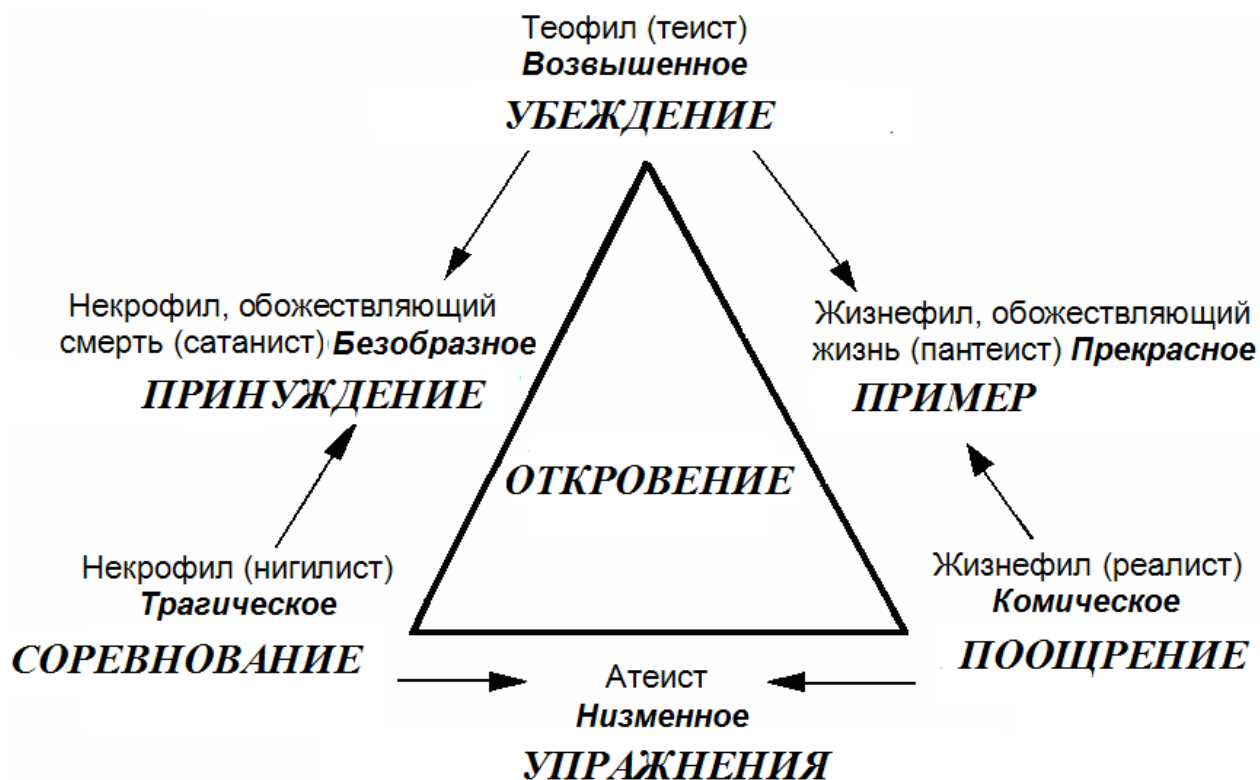 Теофил (теист)
Возвышенное
УБЕЖДЕНИЕ
Некрофил, обожествляющий
смерть (сатанист) Безобразное
ПРИНУЖДЕНИЕ
Жизнефил, обожествляющий
жизнь (пантеист) Прекрасное
ПРИМЕР
ОТКРОВЕНИЕ
Некрофил (нигилист)
Трагическое
СОРЕВНОВАНИЕ
Жизнефил (реалист)
Комическое
ПООЩРЕНИЕ
Атеист
Низменное
УПРАЖНЕНИЯ